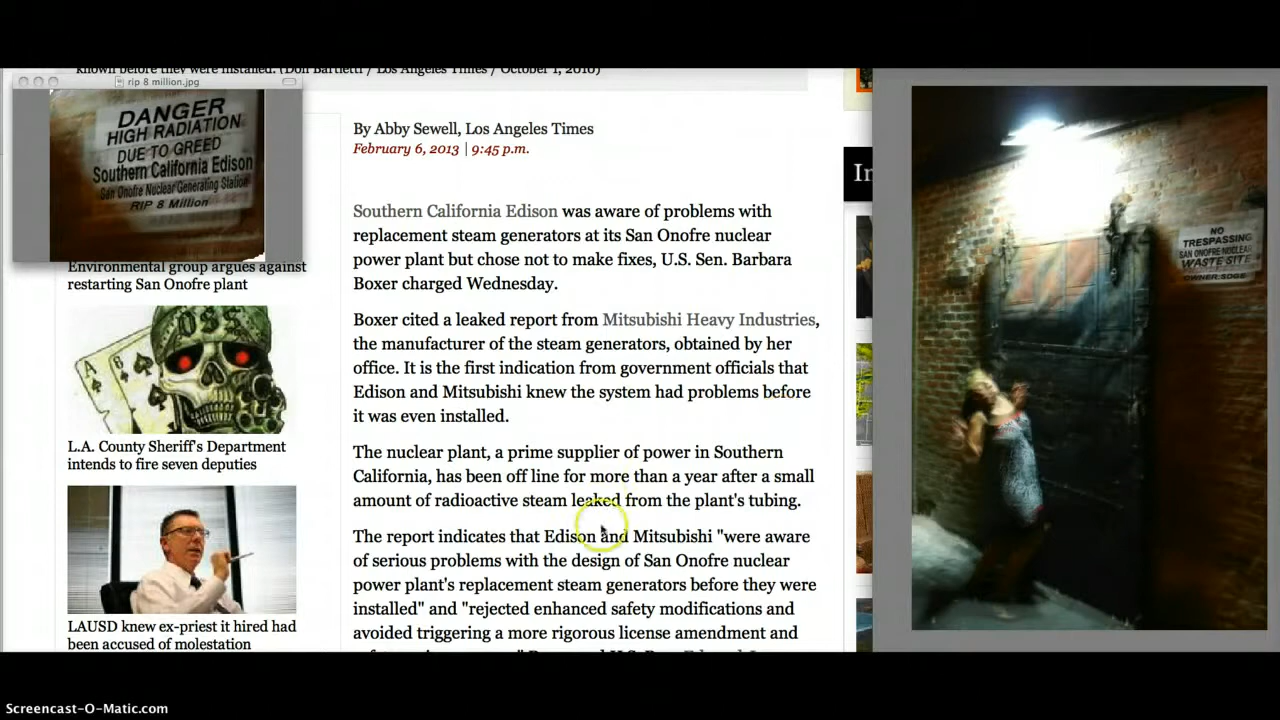 known before they were installed. (Don Bartletti / Los Angeles Times / October 1, 2010)
rip 8 million.jpg
DANGER
HIGH RADIATION
DUE TO GREED
Southern California Edison
San Onofre Nuclear Generating Station
RIP 8 Million
Environmental group argues against
restarting San Onofre plant
DSS
A
8
L.A. County Sheriff's Department
intends to fire seven deputies
LAUSD knew ex-priest it hired had
been accused of molestation
By Abby Sewell, Los Angeles Times
February 6, 2013 | 9:45 p.m.
Southern California Edison was aware of problems with
replacement steam generators at its San Onofre nuclear
power plant but chose not to make fixes, U.S. Sen. Barbara
Boxer charged Wednesday.
Boxer cited a leaked report from Mitsubishi Heavy Industries,
the manufacturer of the steam generators, obtained by her
office. It is the first indication from government officials that
Edison and Mitsubishi knew the system had problems before
it was even installed.
The nuclear plant, a prime supplier of power in Southern
California, has been off line for more than a year after a small
amount of radioactive steam leaked from the plant's tubing.
The report indicates that Edison and Mitsubishi "were aware
of serious problems with the design of San Onofre nuclear
power plant's replacement steam generators before they were
installed" and "rejected enhanced safety modifications and
avoided triggering a more rigorous license amendment and
In
NO
TRESPASSING
SAN ONOFRE NUCLEAR
WASTE SITE
OWNER SDGE
Screencast-O-Matic.com